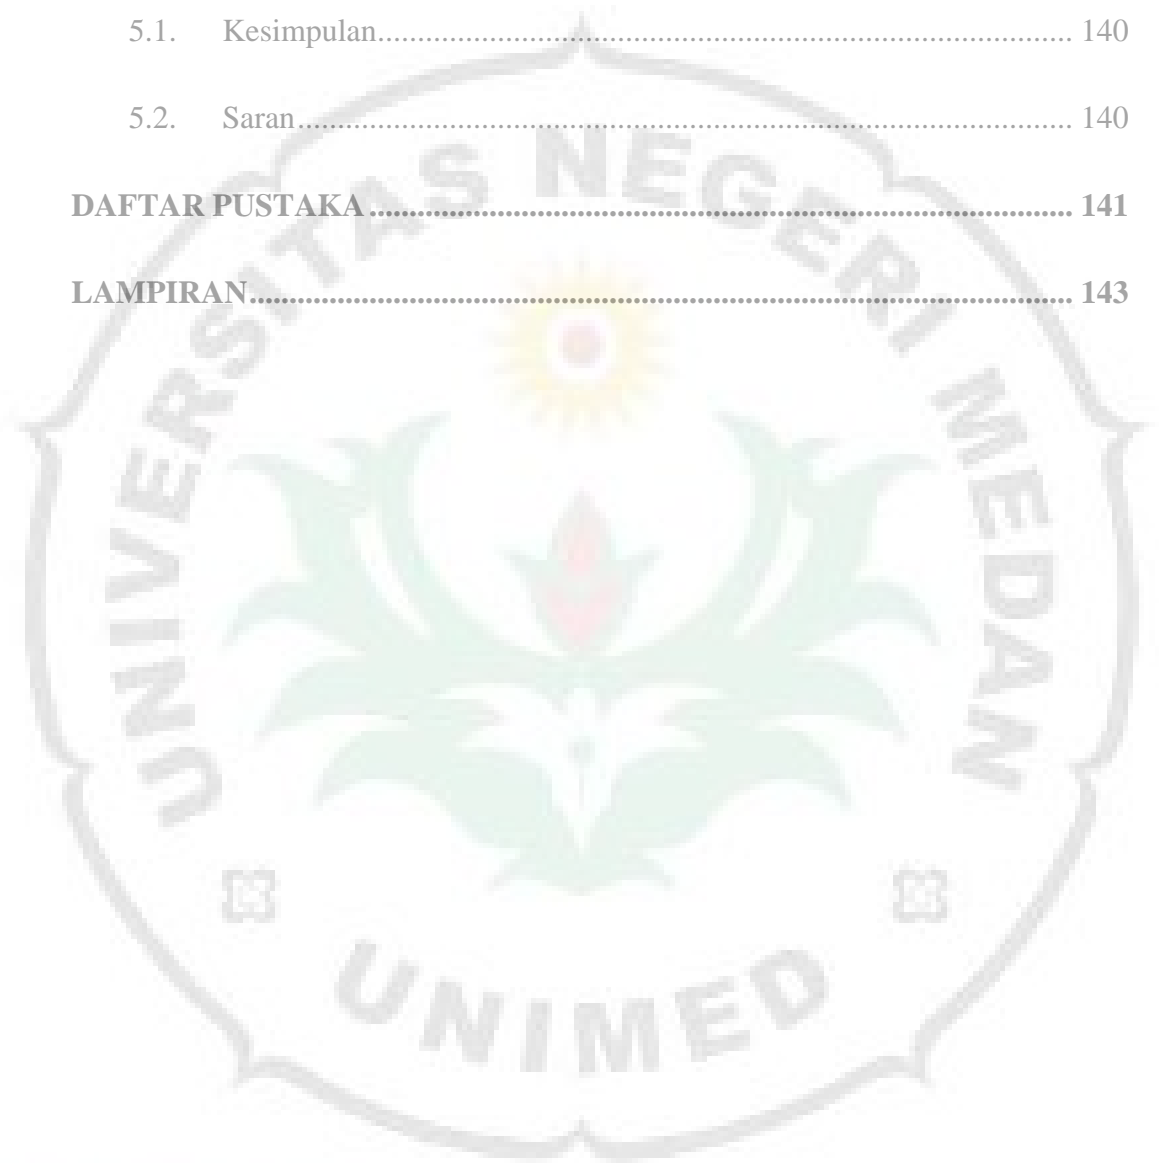 5.1. Kesimpulan........................................................................................ 140
5.2. Saran.................................................................................................. 140
DAFTAR PUSTAKA......................................................................................... 141
LAMPIRAN........................................................................................................ 143
UNIVERSITAS NEGERI MEDAN
UNIMED